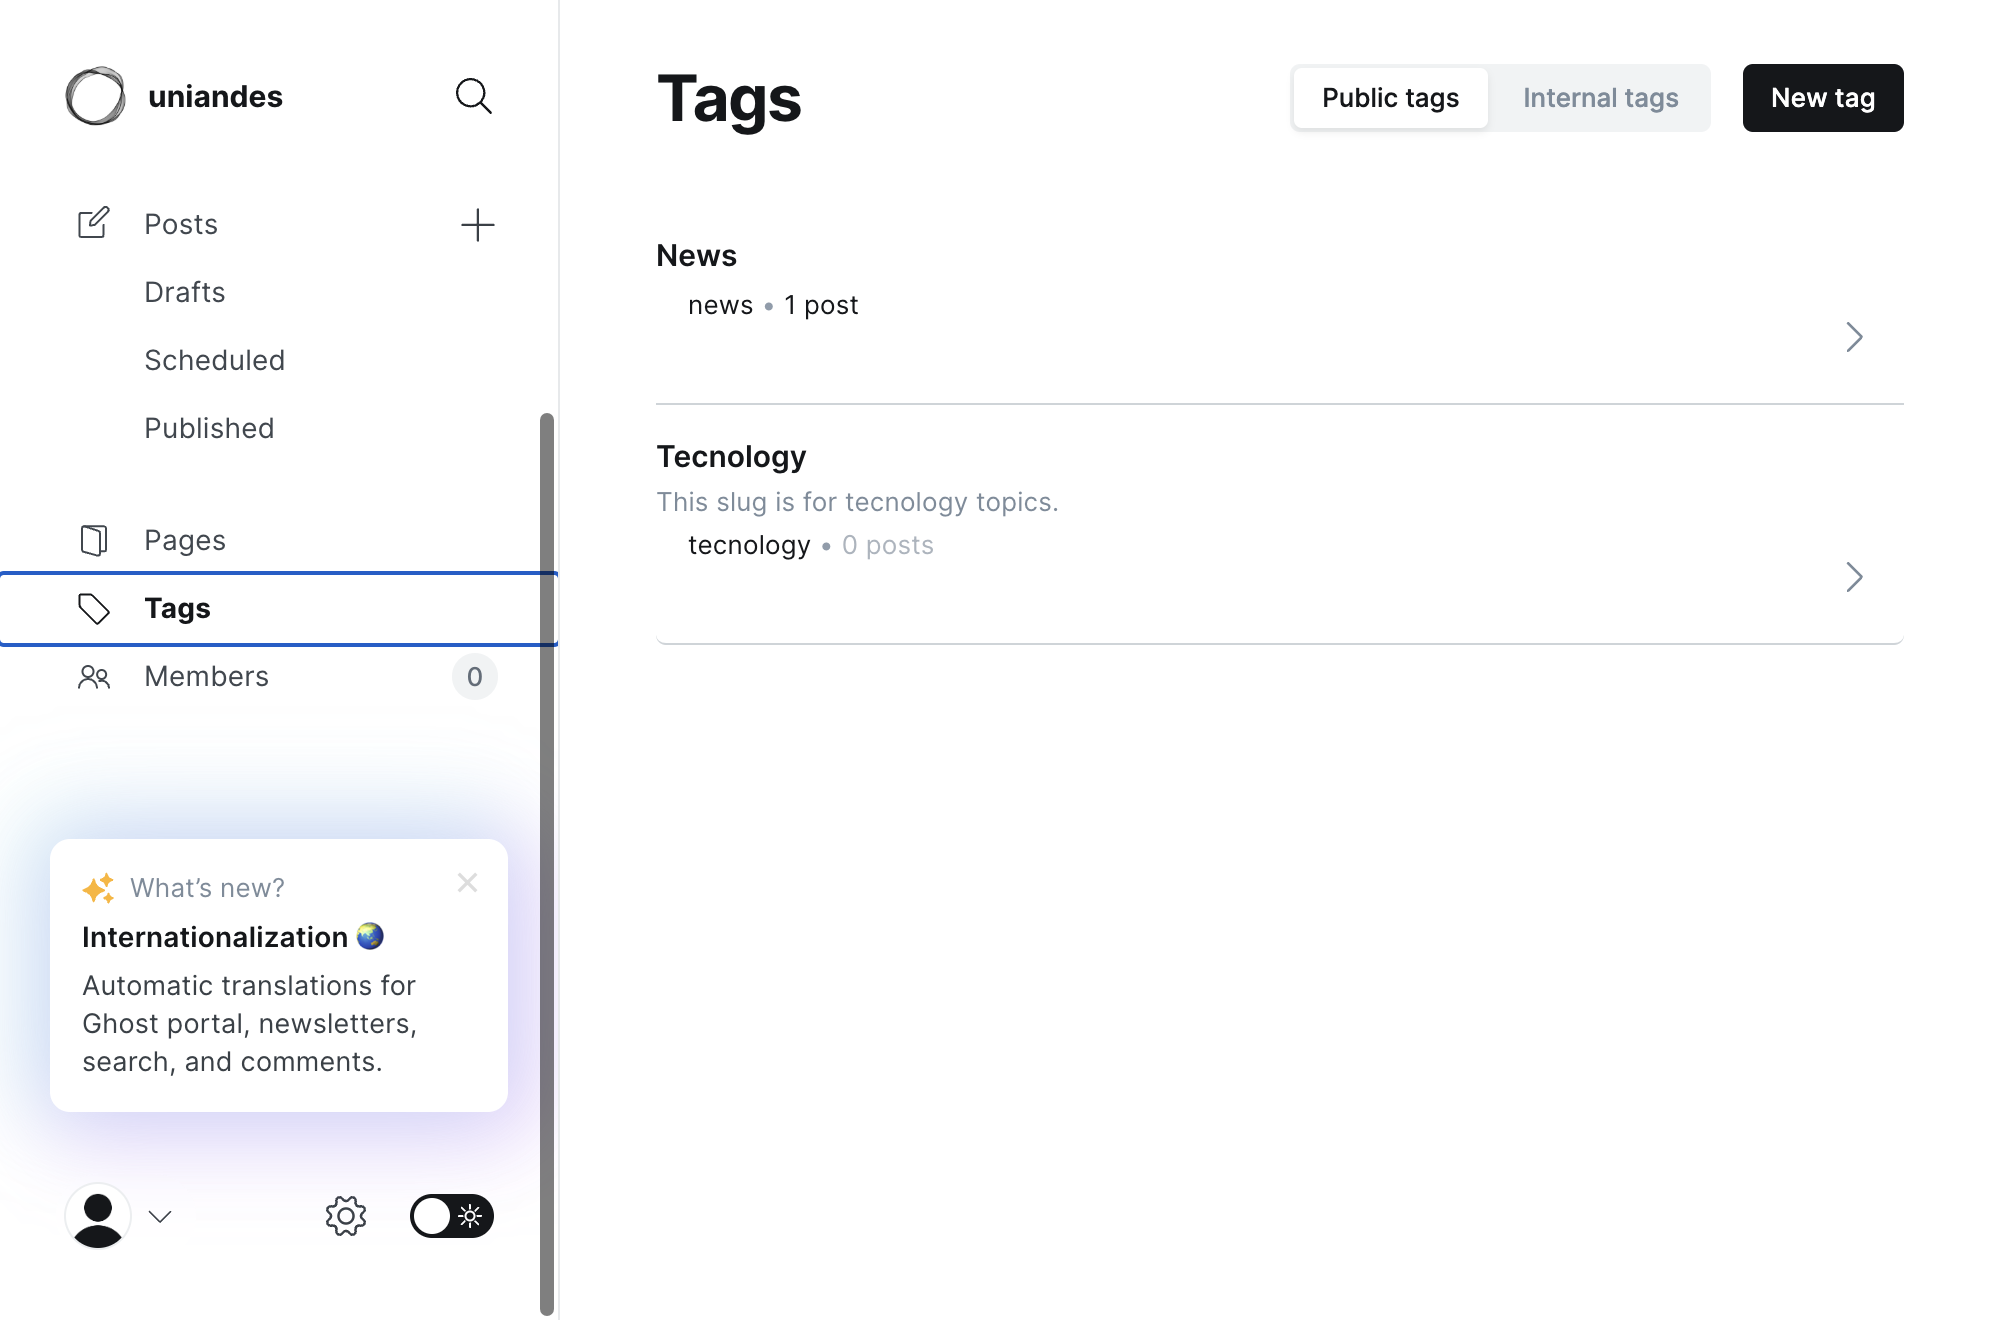 uniandes
Posts
Drafts
Scheduled
Published
Pages
Tags
Members
0
What's new?
Internationalization
Automatic translations for
Ghost portal, newsletters,
search, and comments.
Tags
Public tags
Internal tags
New tag
News
news • 1 post
Tecnology
This slug is for tecnology topics.
tecnology • 0 posts